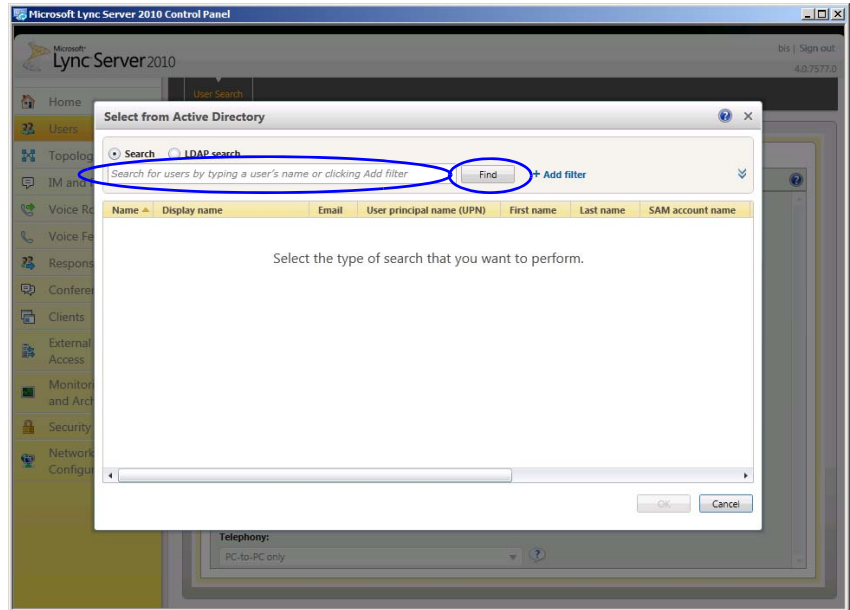 Microsoft Lync Server 2010 Control Panel
Microsoft
Lync Server 2010
bls | Sign out
4.0.7577.0
User Search
Home
Users
Topolog
IM and P
Voice Ro
Voice Fe
Respons
Conferen
Clients
External
Access
Monitori
and Arch
Security
Network
Configur
Select from Active Directory
Search LDAP search
Search for users by typing a user's name or clicking Add filter
Find
+ Add filter
Name Display name Email User principal name (UPN) First name Last name SAM account name
Select the type of search that you want to perform.
OK Cancel
Telephony:
PC-to-PC only